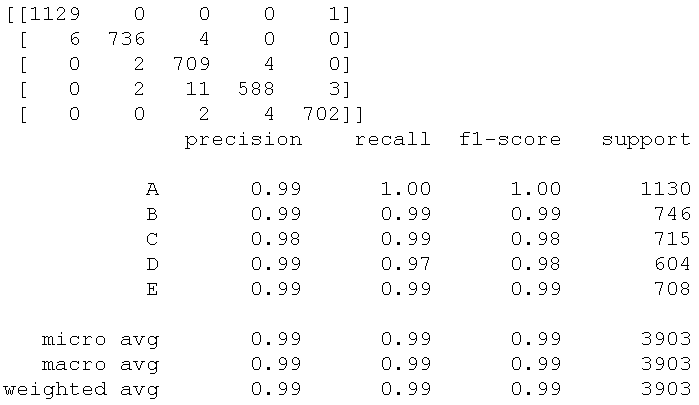 [[1129 0 0 0 1]
[ 6 736 4 0 0]
[ 0 2 709 4 0]
[ 0 2 11 588 3]
[ 0 0 2 4 702]]
precision recall f1-score support
A 0.99 1.00 1.00 1130
B 0.99 0.99 0.99 746
C 0.98 0.99 0.98 715
D 0.99 0.97 0.98 604
E 0.99 0.99 0.99 708
micro avg 0.99 0.99 0.99 3903
macro avg 0.99 0.99 0.99 3903
weighted avg 0.99 0.99 0.99 3903